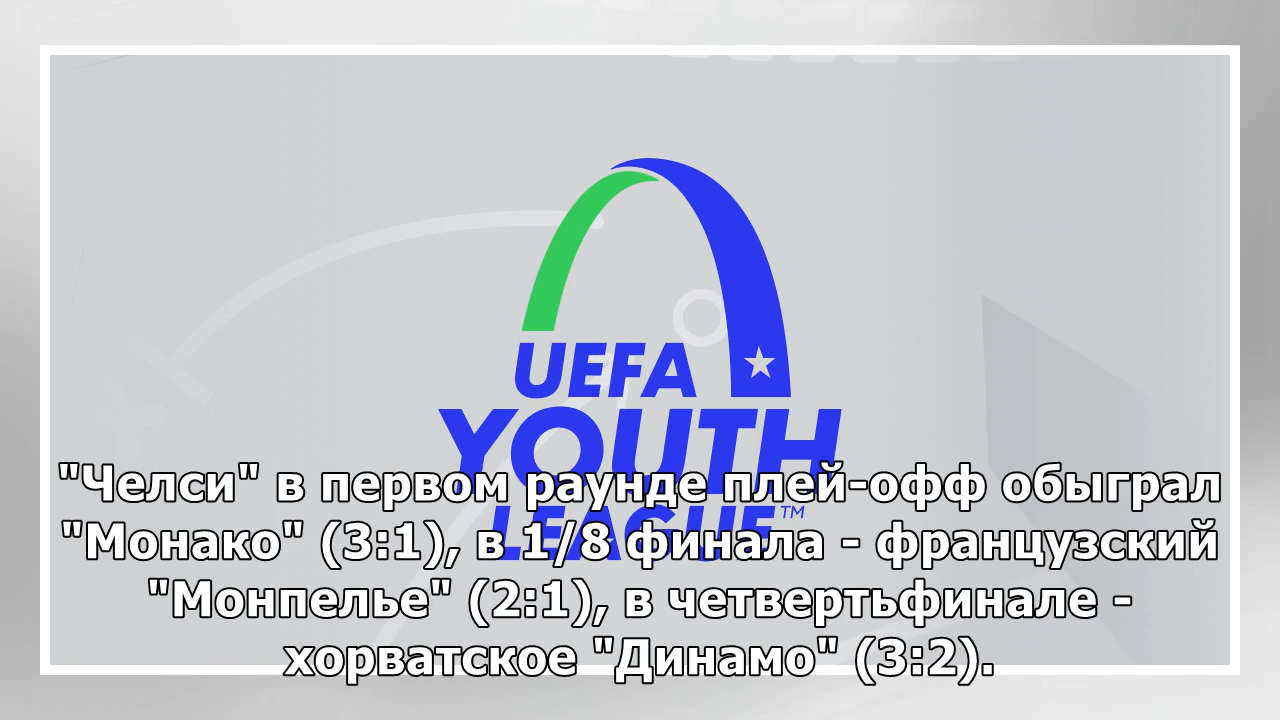 UEFA
YOUTH
LEAGUE™
"Челси" в первом раунде плей-офф обыграл
"Монако" (3:1), в 1/8 финала - французский
"Монпелье" (2:1), в четвертьфинале -
хорватское "Динамо" (3:2).